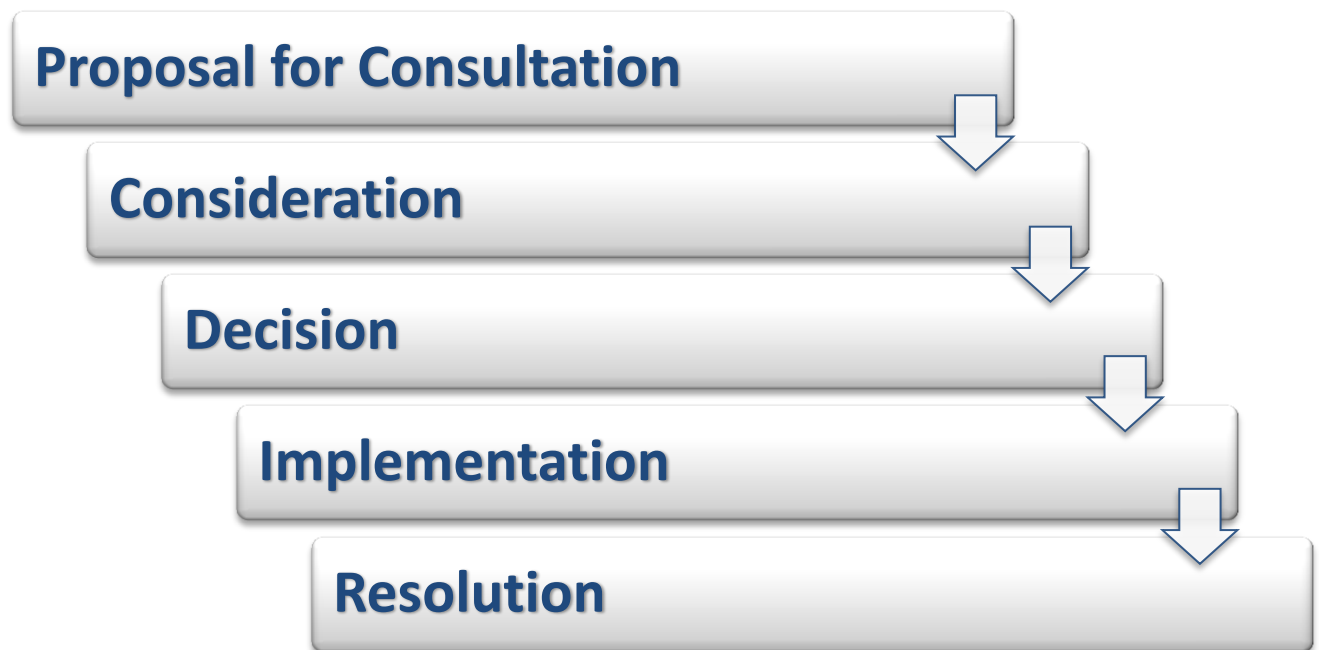 Proposal for Consultation
Consideration
Decision
Implementation
Resolution